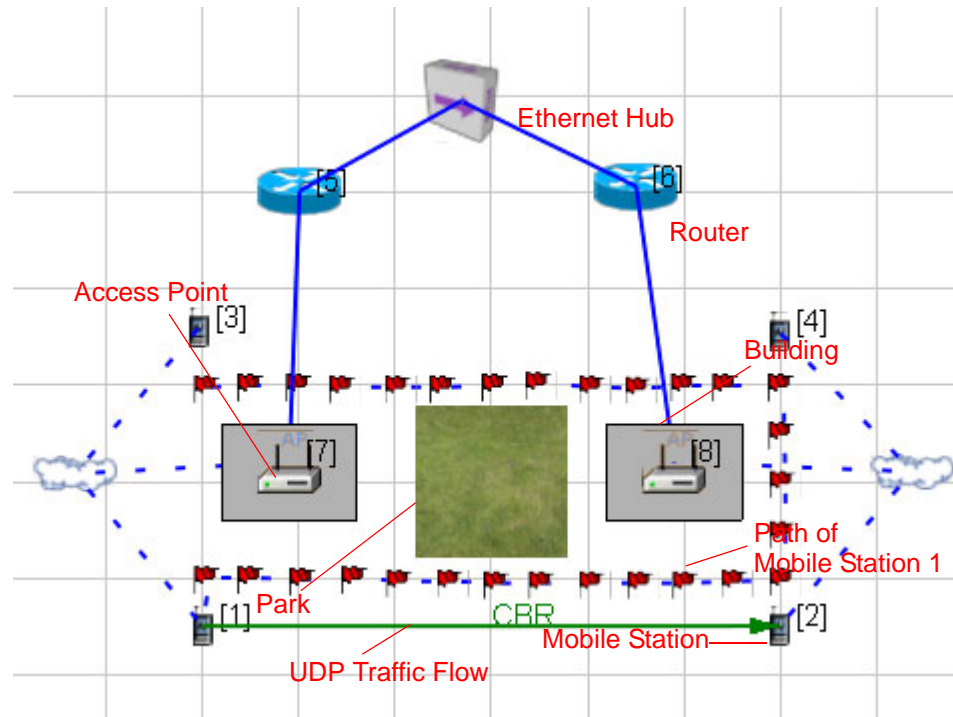 Ethernet Hub
[5]
[6]
Router
Access Point
[3]
[4]
Building
AP
[7]
AP
[8]
Path of
Mobile Station 1
Park
[1]
CBR
[2]
Mobile Station
UDP Traffic Flow